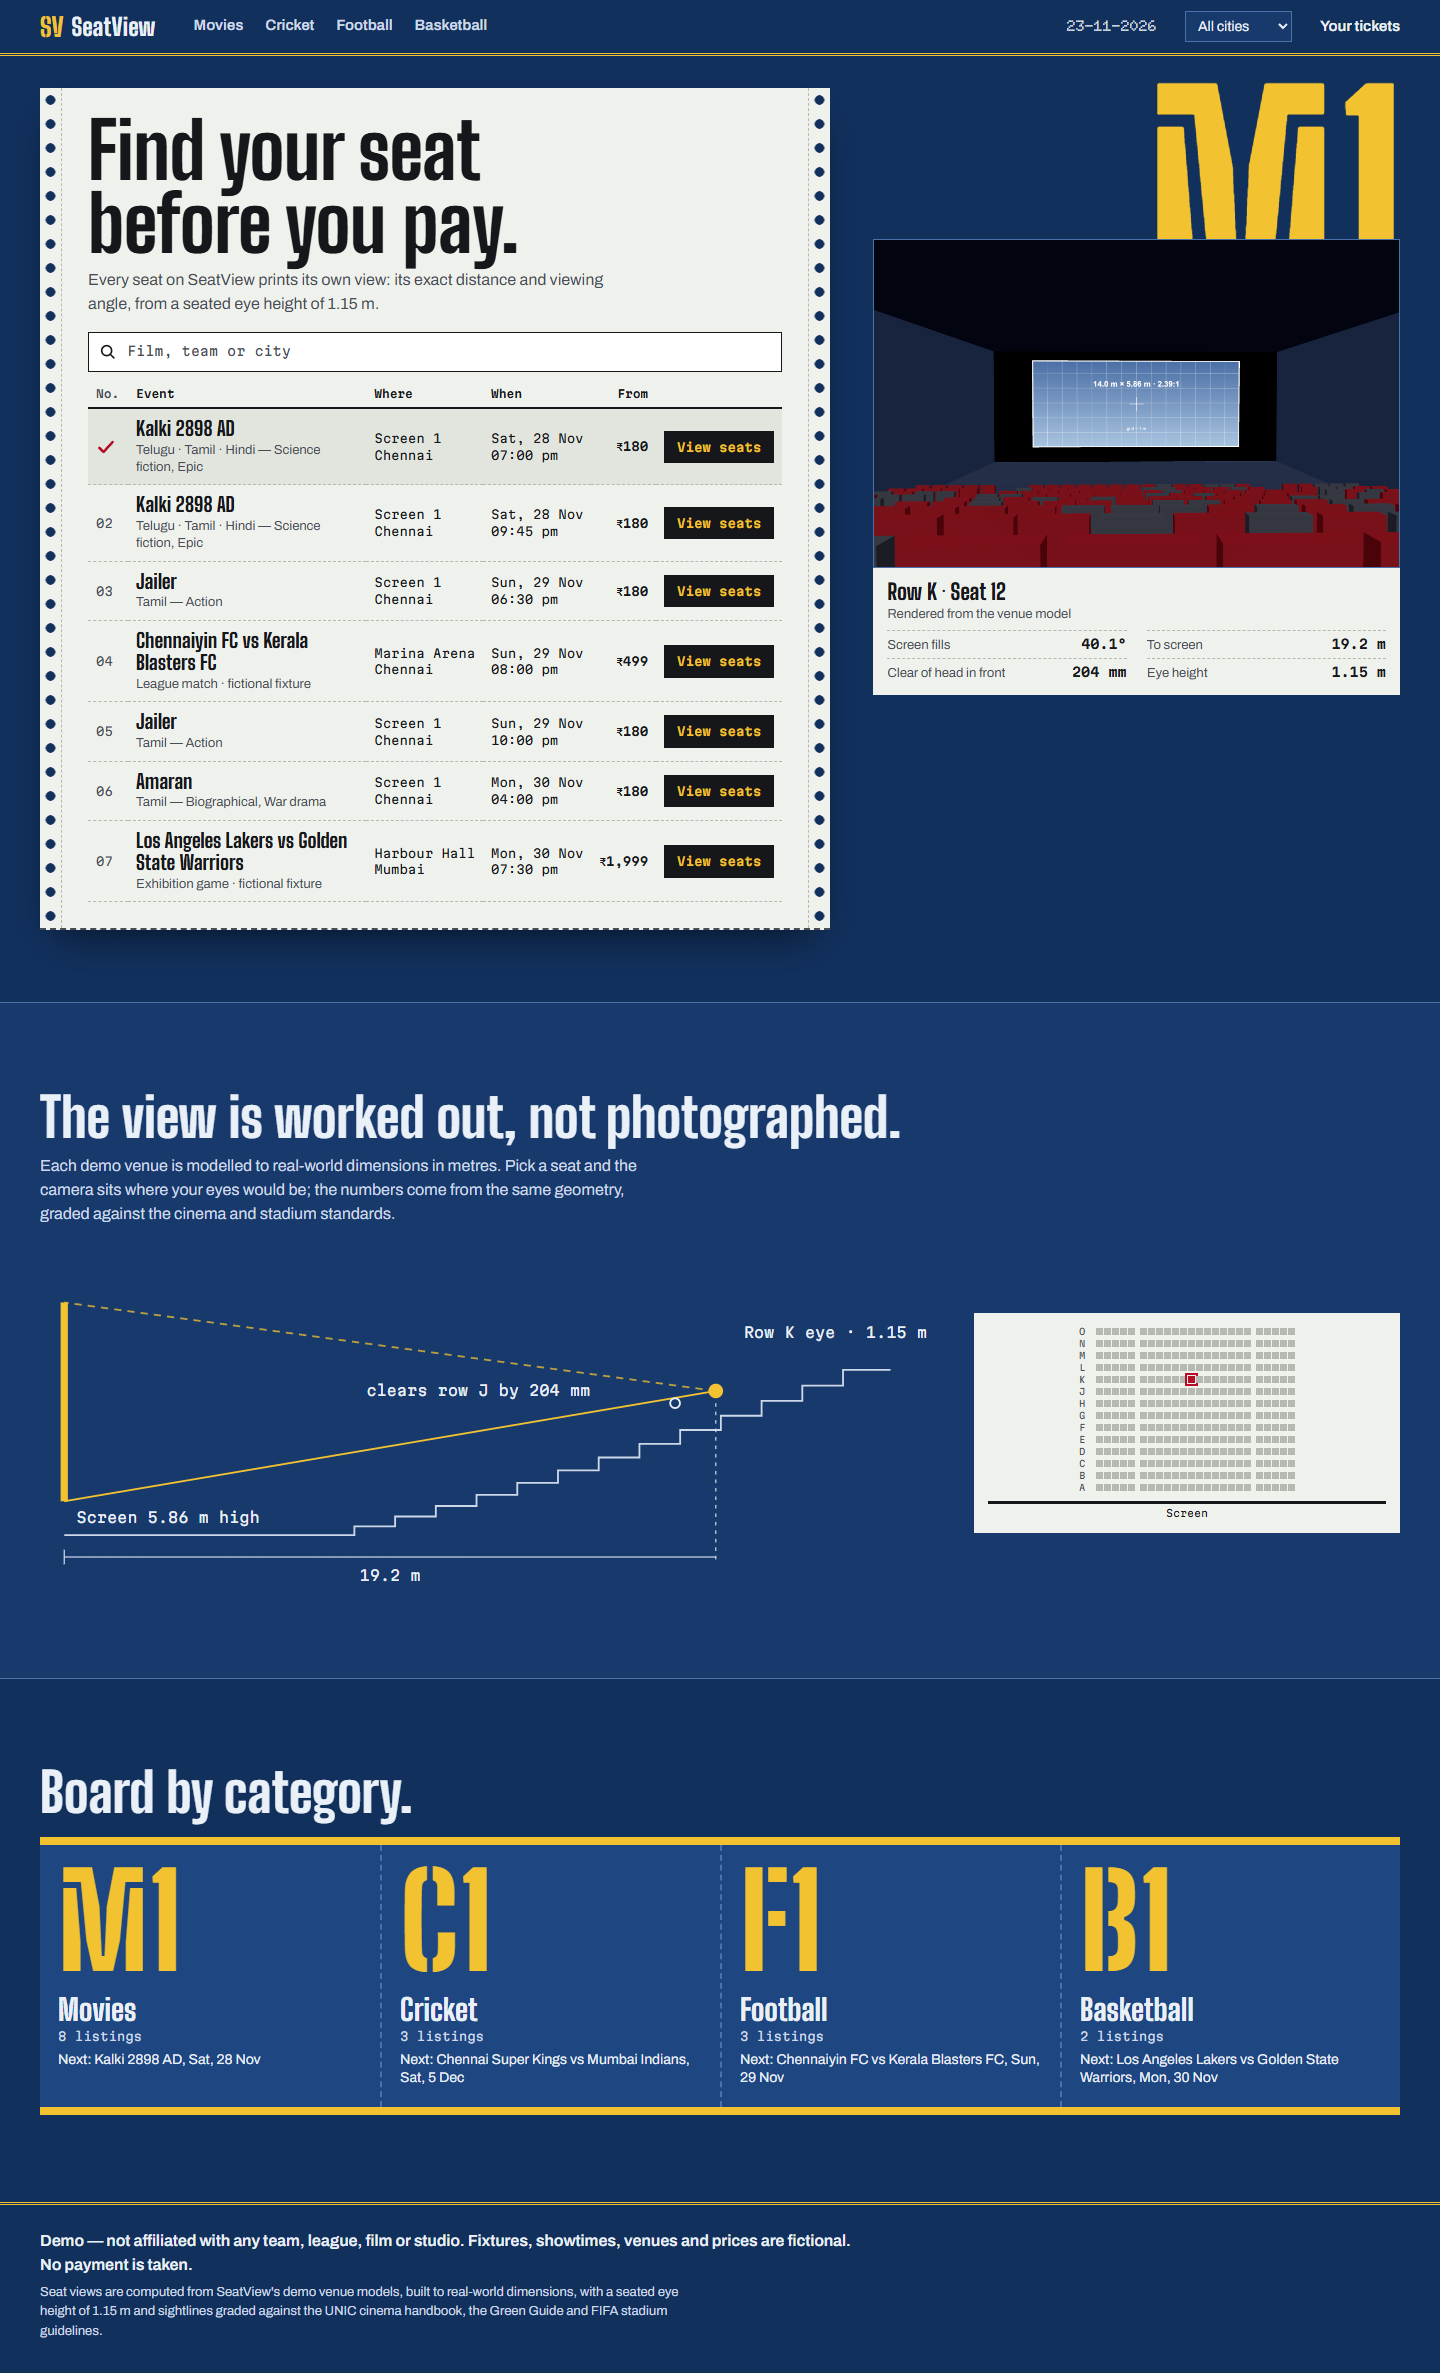 SV SeatView Movies Cricket Football Basketball 23-11-2026 All cities Your tickets
M1
Find your seat
before you pay.
Every seat on SeatView prints its own view: its exact distance and viewing
angle, from a seated eye height of 1.15 m.
Film, team or city
No. Event Where When From
Kalki 2898 AD
Telugu · Tamil · Hindi — Science
fiction, Epic
Screen 1
Chennai
Sat, 28 Nov
07:00 pm
₹180
View seats
02
Kalki 2898 AD
Telugu · Tamil · Hindi — Science
fiction, Epic
Screen 1
Chennai
Sat, 28 Nov
09:45 pm
₹180
View seats
03
Jailer
Tamil — Action
Screen 1
Chennai
Sun, 29 Nov
06:30 pm
₹180
View seats
04
Chennaiyin FC vs Kerala
Blasters FC
League match · fictional fixture
Marina Arena
Chennai
Sun, 29 Nov
08:00 pm
₹499
View seats
05
Jailer
Tamil — Action
Screen 1
Chennai
Sun, 29 Nov
10:00 pm
₹180
View seats
06
Amaran
Tamil — Biographical, War drama
Screen 1
Chennai
Mon, 30 Nov
04:00 pm
₹180
View seats
07
Los Angeles Lakers vs Golden
State Warriors
Exhibition game · fictional fixture
Harbour Hall
Mumbai
Mon, 30 Nov
07:30 pm
₹1,999
View seats
14.0 m × 5.86 m · 2.39:1
Row K · Seat 12
Rendered from the venue model
Screen fills 40.1°
To screen 19.2 m
Clear of head in front 204 mm
Eye height 1.15 m
The view is worked out, not photographed.
Each demo venue is modelled to real-world dimensions in metres. Pick a seat and the
camera sits where your eyes would be; the numbers come from the same geometry,
graded against the cinema and stadium standards.
Row K eye · 1.15 m
clears row J by 204 mm
Screen 5.86 m high
19.2 m
O
N
M
L
K
J
H
G
F
E
D
C
B
A
Screen
Board by category.
M1
Movies
8 listings
Next: Kalki 2898 AD, Sat, 28 Nov
C1
Cricket
3 listings
Next: Chennai Super Kings vs Mumbai Indians,
Sat, 5 Dec
F1
Football
3 listings
Next: Chennaiyin FC vs Kerala Blasters FC, Sun,
29 Nov
B1
Basketball
2 listings
Next: Los Angeles Lakers vs Golden State
Warriors, Mon, 30 Nov
Demo — not affiliated with any team, league, film or studio. Fixtures, showtimes, venues and prices are fictional.
No payment is taken.
Seat views are computed from SeatView's demo venue models, built to real-world dimensions, with a seated eye
height of 1.15 m and sightlines graded against the UNIC cinema handbook, the Green Guide and FIFA stadium
guidelines.